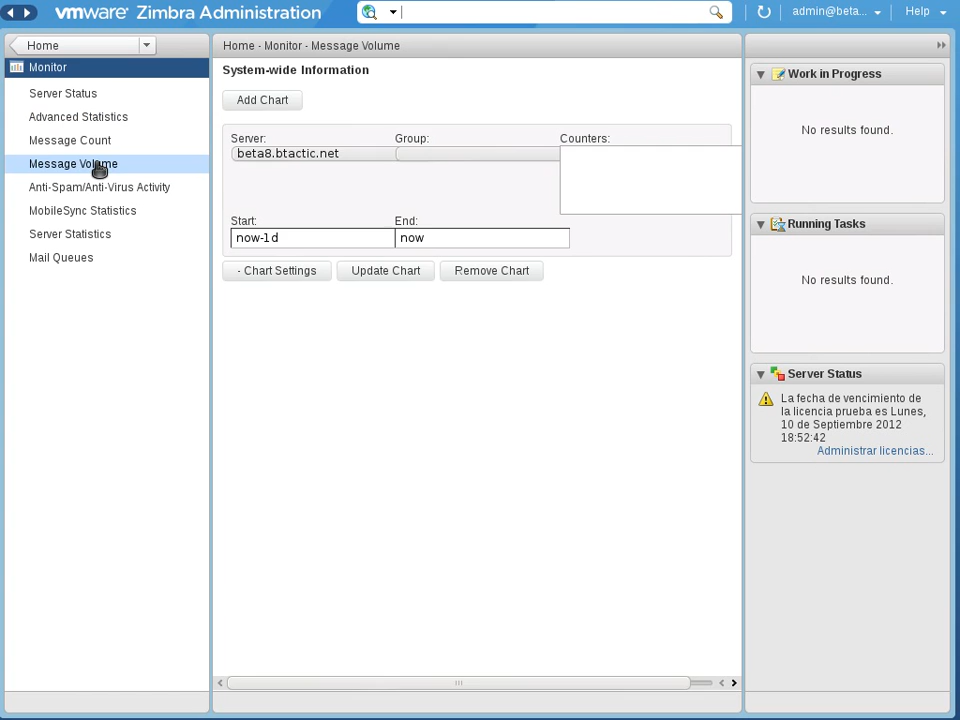 vmware Zimbra Administration
admin@beta...
Help
Home
Home - Monitor - Message Volume
Monitor
Server Status
Advanced Statistics
Message Count
Message Volume
Anti-Spam/Anti-Virus Activity
MobileSync Statistics
Server Statistics
Mail Queues
System-wide Information
Add Chart
Server:
Group:
Counters:
beta8.btactic.net
Start:
End:
now-1d
now
- Chart Settings
Update Chart
Remove Chart
Work in Progress
No results found.
Running Tasks
No results found.
Server Status
La fecha de vencimiento de
la licencia prueba es Lunes,
10 de Septiembre 2012
18:52:42
Administrar licencias...